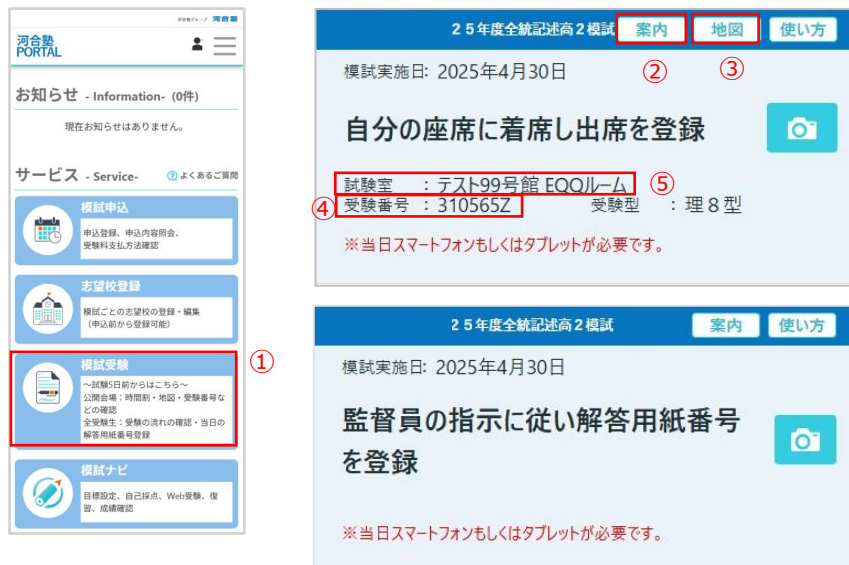 河合塾グループ 河合塾
河合塾
PORTAL
お知らせ - Information- (0件)
現在お知らせはありません。
サービス - Service-
? よくあるご質問
模試申込
申込登録、申込内容照会、
受験料支払方法確認
志望校登録
模試ごとの志望校の登録・編集
（申込前から登録可能）
模試受験
～試験5日前からはこちら～
公開会場：時間割・地図・受験番号な
どの確認
全受験生：受験の流れの確認・当日の
解答用紙番号登録
①
模試ナビ
目標設定、自己採点、Web受験、復
習、成績確認
２５年度全統記述高２模試
案内
地図
使い方
②
③
模試実施日: 2025年4月30日
自分の座席に着席し出席を登録
試験室 ：テスト99号館 EQQルーム
⑤
④
受験番号 ：310565Z
受験型 ：理８型
※当日スマートフォンもしくはタブレットが必要です。
２５年度全統記述高２模試
案内
使い方
模試実施日: 2025年4月30日
監督員の指示に従い解答用紙番号
を登録
※当日スマートフォンもしくはタブレットが必要です。